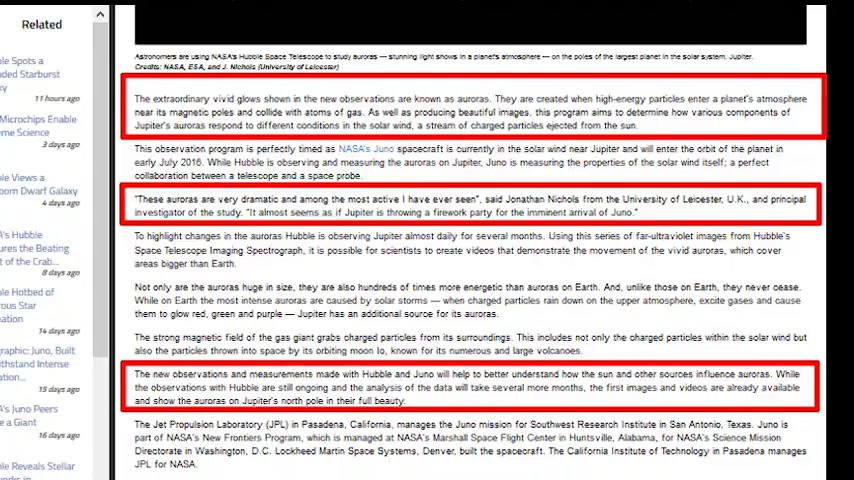 Related
le Spots a
ded Starburst
xy
11 hours ago
Microchips Enable
eme Science
3 days ago
le Views a
orn Dwarf Galaxy
4 days ago
A's Hubble
ures the Beating
t of the Crab...
8 days ago
le Hotbed of
rous Star
mation
14 days ago
graphic: Juno, Built
Withstand Intense
ation...
15 days ago
A's Juno Peers
e a Giant
16 days ago
le Reveals Stellar
works in
Astronomers are using NASA's Hubble Space Telescope to study auroras — stunning light shows in a planet's atmosphere — on the poles of the largest planet in the solar system, Jupiter.
Credits: NASA, ESA, and J. Nichols (University of Leicester)
The extraordinary vivid glows shown in the new observations are known as auroras. They are created when high-energy particles enter a planet's atmosphere
near its magnetic poles and collide with atoms of gas. As well as producing beautiful images, this program aims to determine how various components of
Jupiter's auroras respond to different conditions in the solar wind, a stream of charged particles ejected from the sun.
This observation program is perfectly timed as NASA's Juno spacecraft is currently in the solar wind near Jupiter and will enter the orbit of the planet in
early July 2016. While Hubble is observing and measuring the auroras on Jupiter, Juno is measuring the properties of the solar wind itself; a perfect
collaboration between a telescope and a space probe.
"These auroras are very dramatic and among the most active I have ever seen", said Jonathan Nichols from the University of Leicester, U.K., and principal
investigator of the study. "It almost seems as if Jupiter is throwing a firework party for the imminent arrival of Juno."
To highlight changes in the auroras Hubble is observing Jupiter almost daily for several months. Using this series of far-ultraviolet images from Hubble's
Space Telescope Imaging Spectrograph, it is possible for scientists to create videos that demonstrate the movement of the vivid auroras, which cover
areas bigger than Earth.
Not only are the auroras huge in size, they are also hundreds of times more energetic than auroras on Earth. And, unlike those on Earth, they never cease.
While on Earth the most intense auroras are caused by solar storms — when charged particles rain down on the upper atmosphere, excite gases and cause
them to glow red, green and purple — Jupiter has an additional source for its auroras.
The strong magnetic field of the gas giant grabs charged particles from its surroundings. This includes not only the charged particles within the solar wind but
also the particles thrown into space by its orbiting moon Io, known for its numerous and large volcanoes.
The new observations and measurements made with Hubble and Juno will help to better understand how the sun and other sources influence auroras. While
the observations with Hubble are still ongoing and the analysis of the data will take several more months, the first images and videos are already available
and show the auroras on Jupiter's north pole in their full beauty.
The Jet Propulsion Laboratory (JPL) in Pasadena, California, manages the Juno mission for Southwest Research Institute in San Antonio, Texas. Juno is
part of NASA's New Frontiers Program, which is managed at NASA's Marshall Space Flight Center in Huntsville, Alabama, for NASA's Science Mission
Directorate in Washington, D.C. Lockheed Martin Space Systems, Denver, built the spacecraft. The California Institute of Technology in Pasadena manages
JPL for NASA.